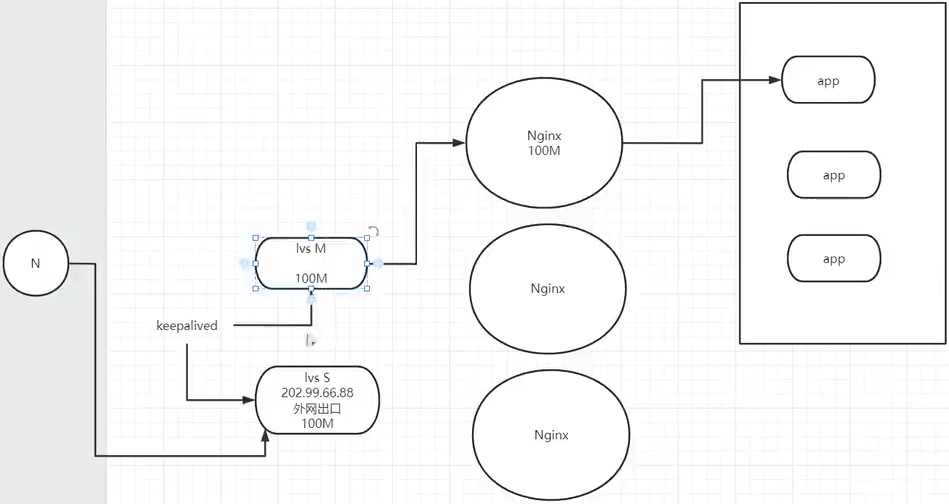 N
lvs M
100M
keepalived
lvs S
202.99.66.88
外网出口
100M
Nginx
100M
Nginx
Nginx
app
app
app